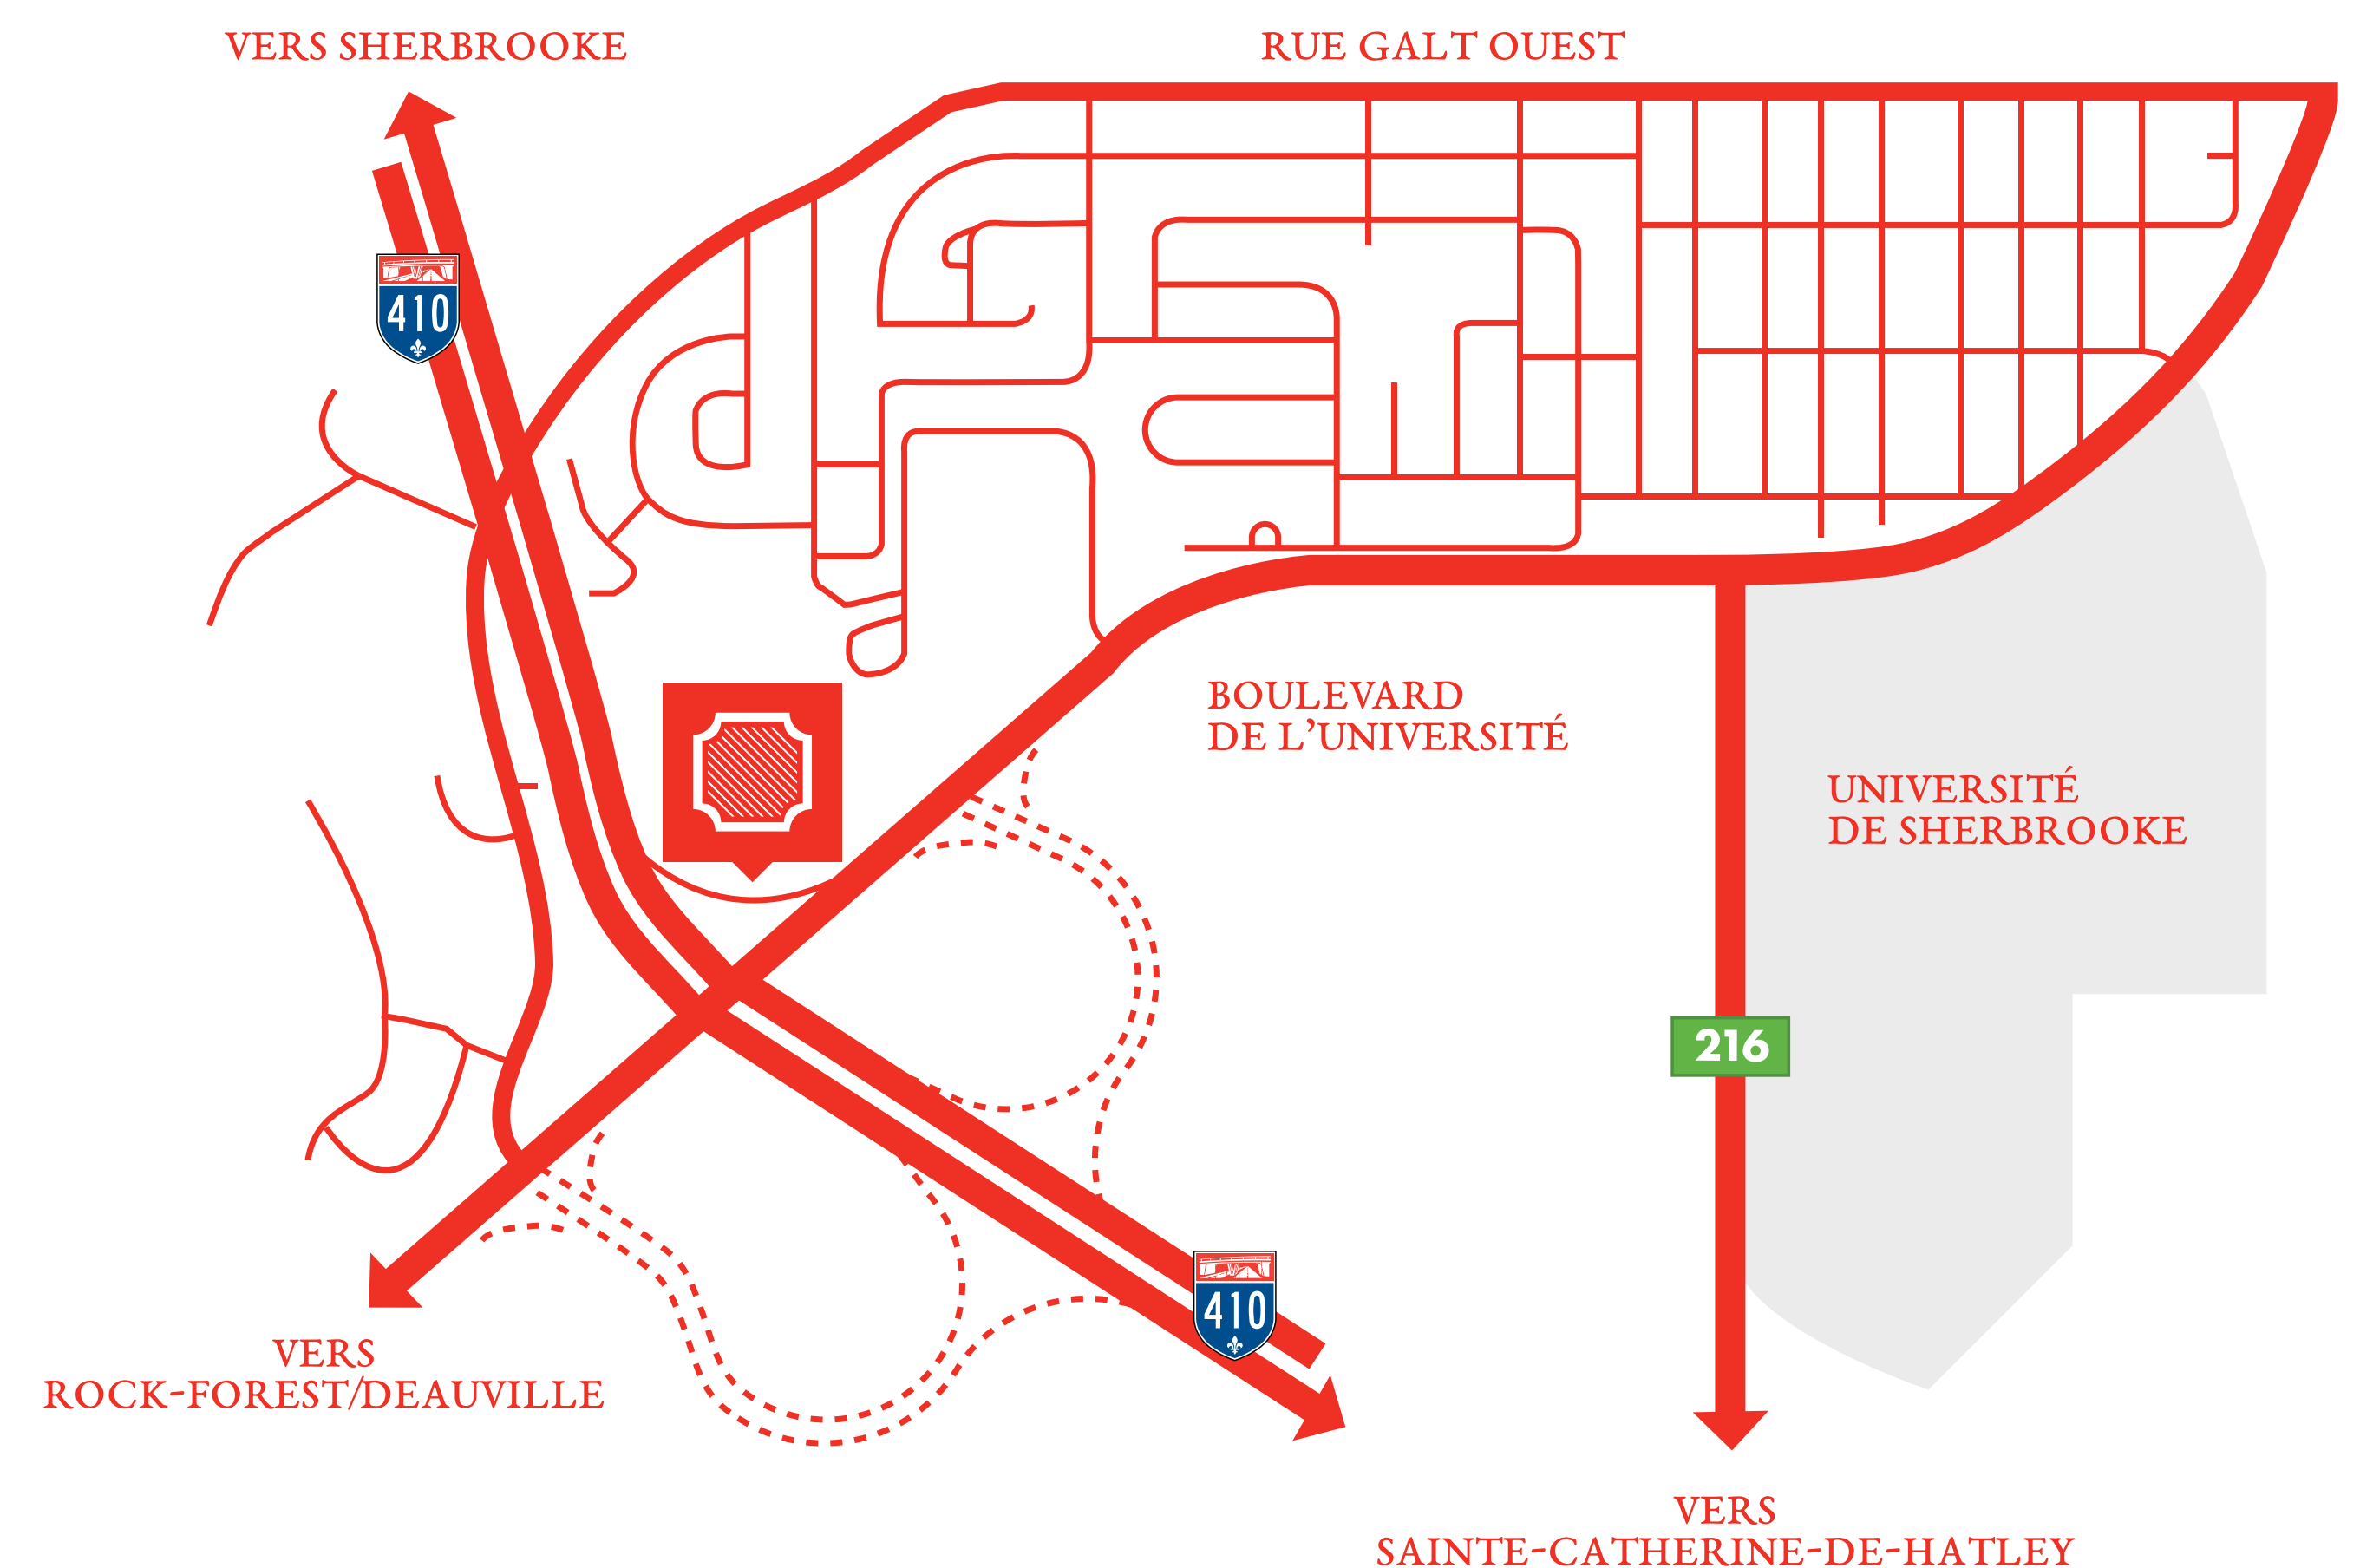 VERS SHERBROOKE
RUE GALT OUEST
410
BOULEVARD
DE L’UNIVERSITÉ
UNIVERSITÉ
DE SHERBROOKE
216
410
VERS
ROCK-FOREST/DEAUVILLE
VERS
SAINTE-CATHERINE-DE-HATLEY